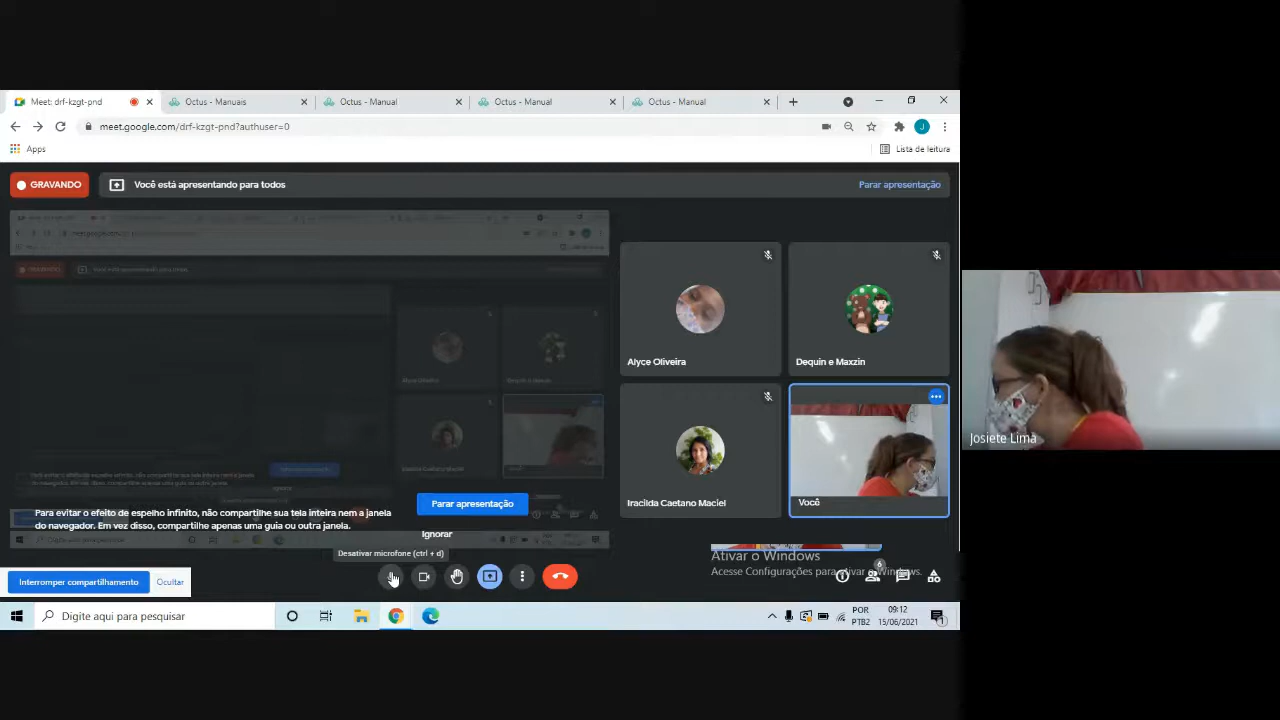 Meet: drf-kzgt-pnd
Octus - Manuais
Octus - Manual
Octus - Manual
Octus - Manual
meet.google.com/drf-kzgt-pnd?authuser=0
J
Apps
Lista de leitura
GRAVANDO
Você está apresentando para todos
Parar apresentação
Alyce Oliveira
Dequin e Maxzin
Iracilda Caetano Maciel
Você
Josiete Lima
Para evitar o efeito de espelho infinito, não compartilhe sua tela inteira nem a janela
do navegador. Em vez disso, compartilhe apenas uma guia ou outra janela.
Parar apresentação
Ignorar
Desativar microfone (ctrl + d)
Ativar o Windows
Acesse Configurações para ativar o Windows.
6
Interromper compartilhamento
Ocultar
Digite aqui para pesquisar
POR
PTB2
09:12
15/06/2021
1